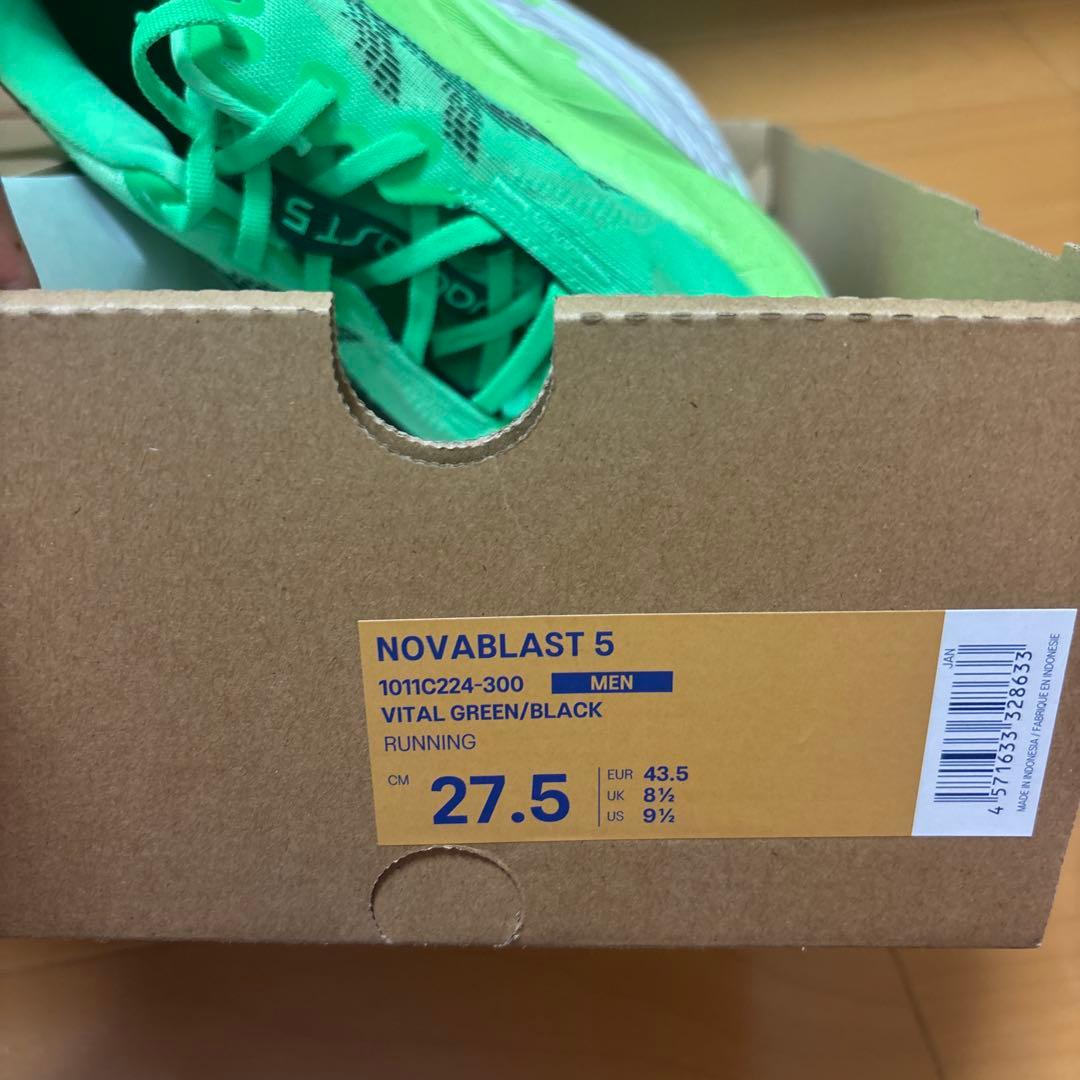 NOVABLAST 5
1011C224-300 MEN
VITAL GREEN/BLACK
RUNNING
CM 27.5
EUR 43.5
UK 8½
US 9½
JAN
4 571633 328633
MADE IN INDONESIA / FABRIQUE EN INDONESIE